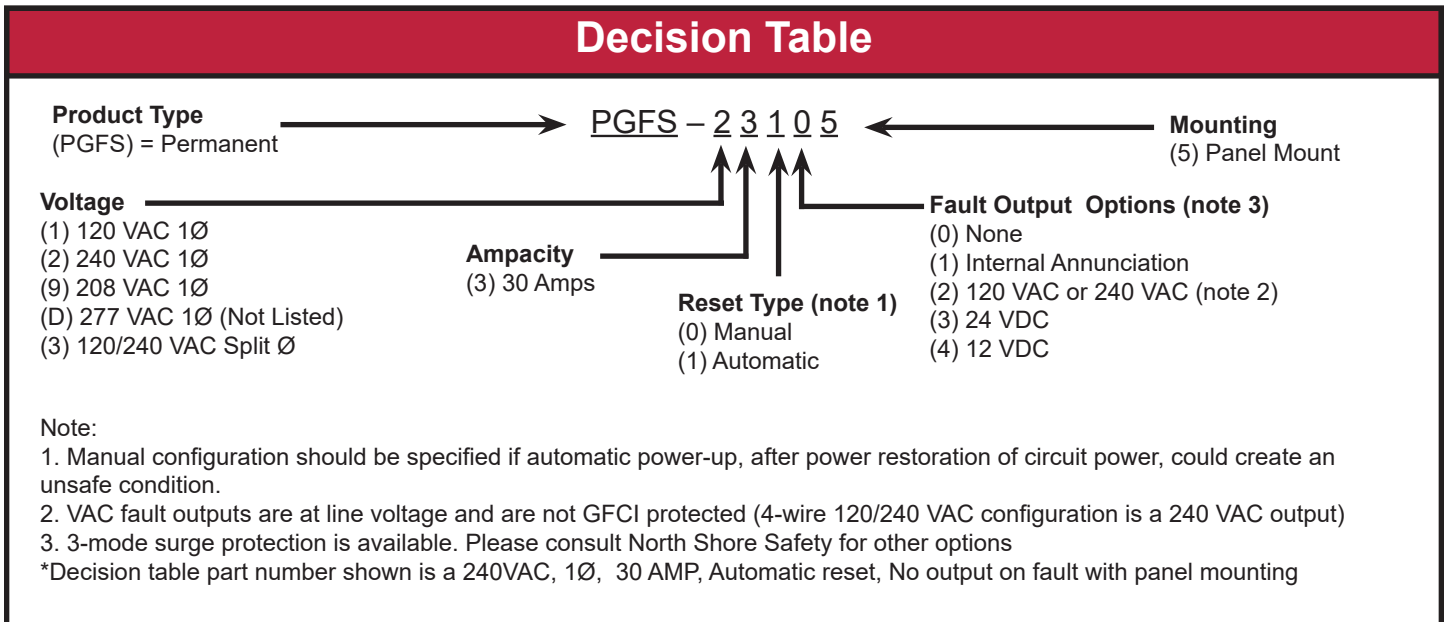 Decision Table
Product Type
(PGFS) = Permanent
PGFS – 2 3 1 0 5
Mounting
(5) Panel Mount
Voltage
(1) 120 VAC 1Ø
(2) 240 VAC 1Ø
(9) 208 VAC 1Ø
(D) 277 VAC 1Ø (Not Listed)
(3) 120/240 VAC Split Ø
Ampacity
(3) 30 Amps
Reset Type (note 1)
(0) Manual
(1) Automatic
Fault Output Options (note 3)
(0) None
(1) Internal Annunciation
(2) 120 VAC or 240 VAC (note 2)
(3) 24 VDC
(4) 12 VDC
Note:
1. Manual configuration should be specified if automatic power-up, after power restoration of circuit power, could create an
unsafe condition.
2. VAC fault outputs are at line voltage and are not GFCI protected (4-wire 120/240 VAC configuration is a 240 VAC output)
3. 3-mode surge protection is available. Please consult North Shore Safety for other options
*Decision table part number shown is a 240VAC, 1Ø, 30 AMP, Automatic reset, No output on fault with panel mounting